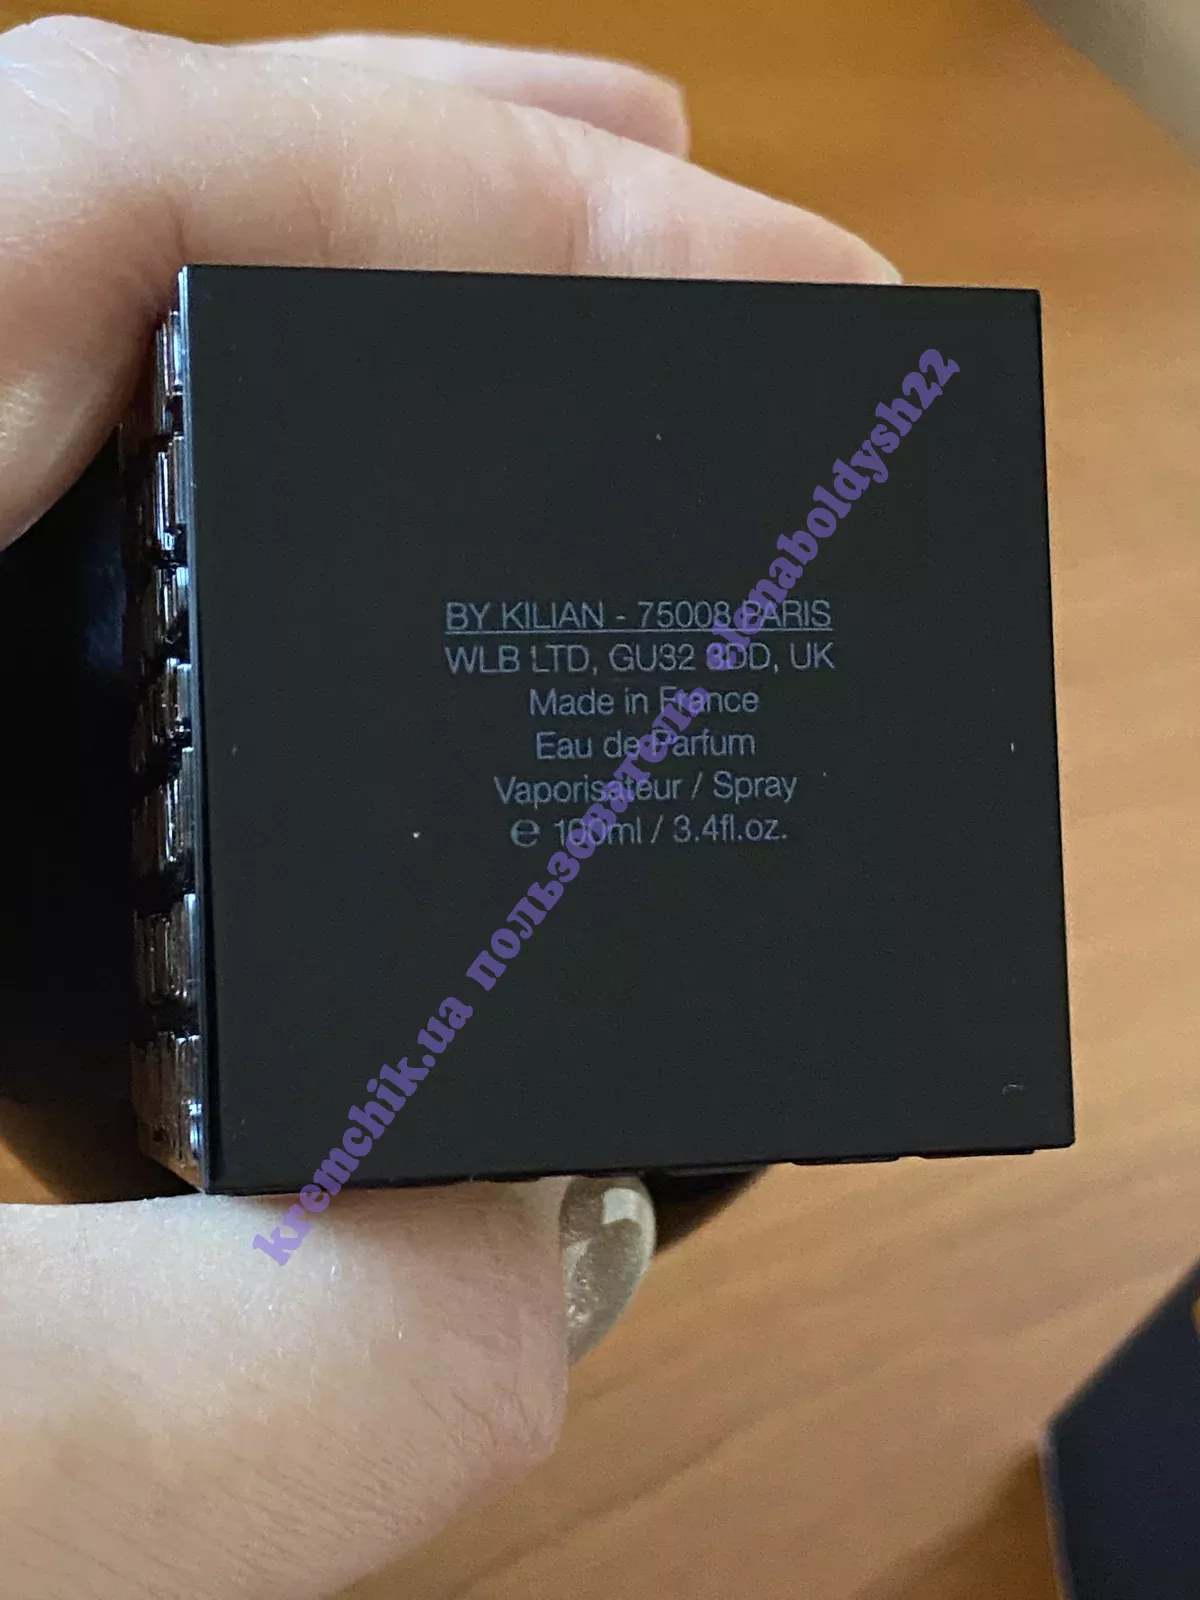 BY KILIAN - 75008 PARIS
WLB LTD, GU32 3DD, UK
Made in France
Eau de Parfum
Vaporisateur / Spray
e 100ml / 3.4fl.oz.
kremchik.ua пользователь elenaboldysh22